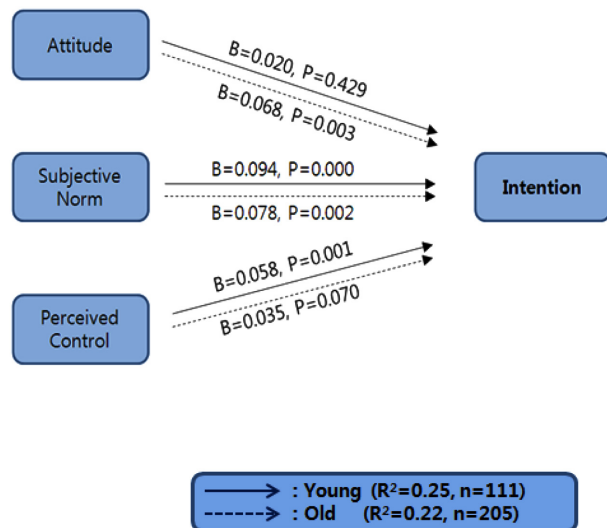 Attitude
B=0.020, P=0.429
B=0.068, P=0.003
Subjective
Norm
B=0.094, P=0.000
B=0.078, P=0.002
Intention
Perceived
Control
B=0.058, P=0.001
B=0.035, P=0.070
: Young (R²=0.25, n=111)
: Old (R²=0.22, n=205)